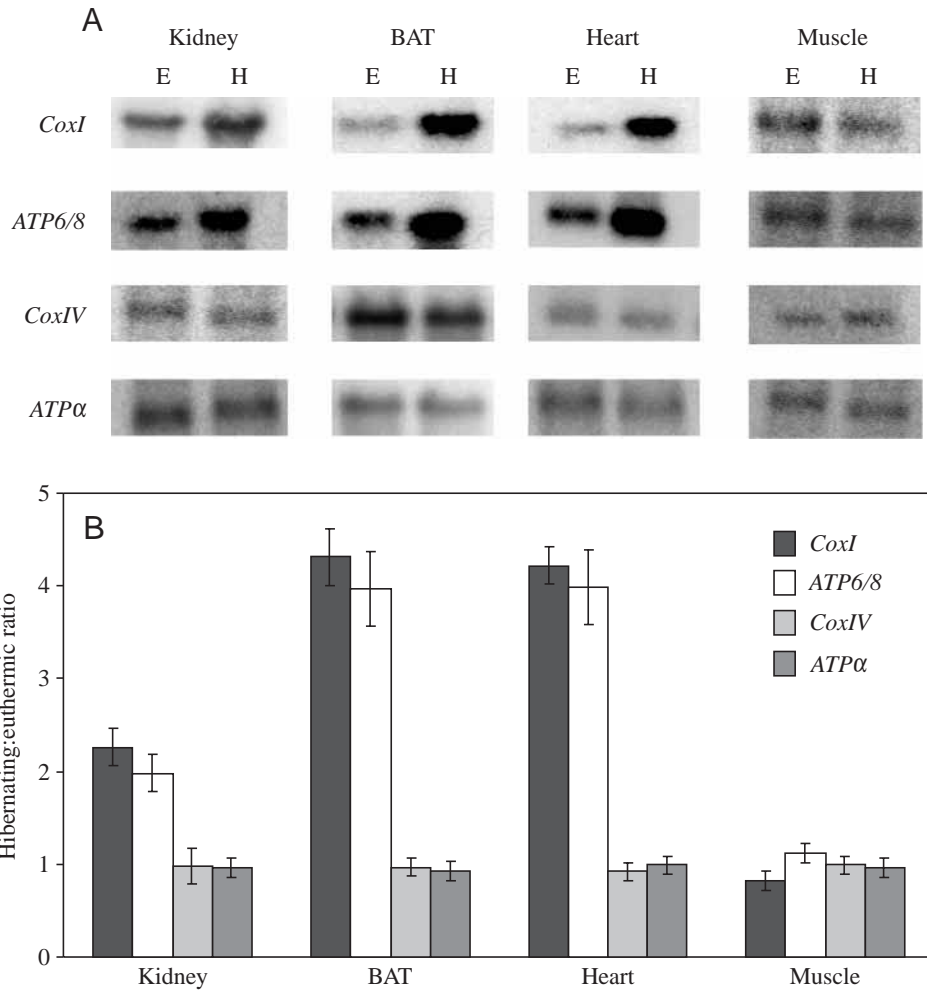 A
Kidney BAT Heart Muscle
E H E H E H E H
CoxI
ATP6/8
CoxIV
ATPα
B
Hibernating:euthermic ratio
5
4
3
2
1
0
CoxI
ATP6/8
CoxIV
ATPα
Kidney BAT Heart Muscle